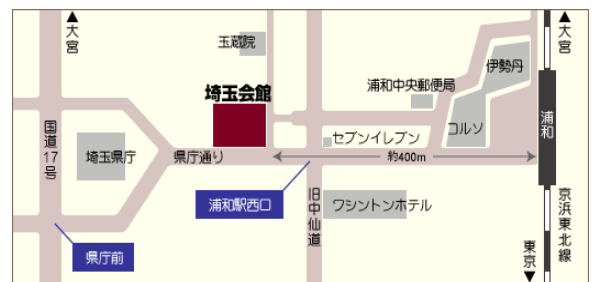 ▲大宮
▲大宮
玉蔵院
伊勢丹
浦和中央郵便局
埼玉会館
浦和
国道17号
コルソ
セブンイレブン
埼玉県庁
県庁通り
約400m
浦和駅西口
旧中仙道
ワシントンホテル
京浜東北線
県庁前
東京▼